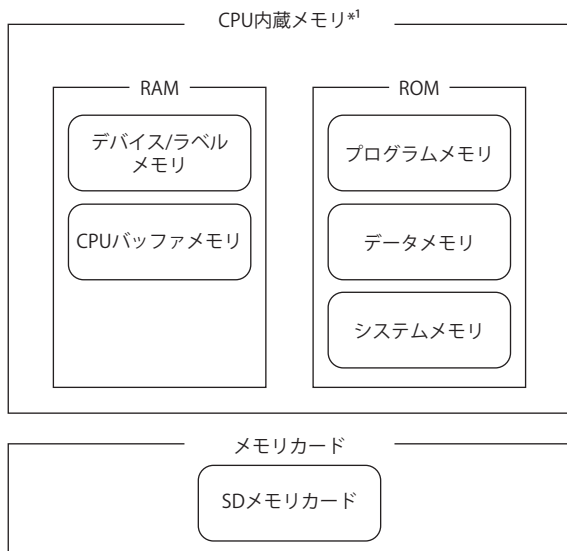 CPU内蔵メモリ*1
RAM
デバイス/ラベル
メモリ
CPUバッファメモリ
ROM
プログラムメモリ
データメモリ
システムメモリ
メモリカード
SDメモリカード